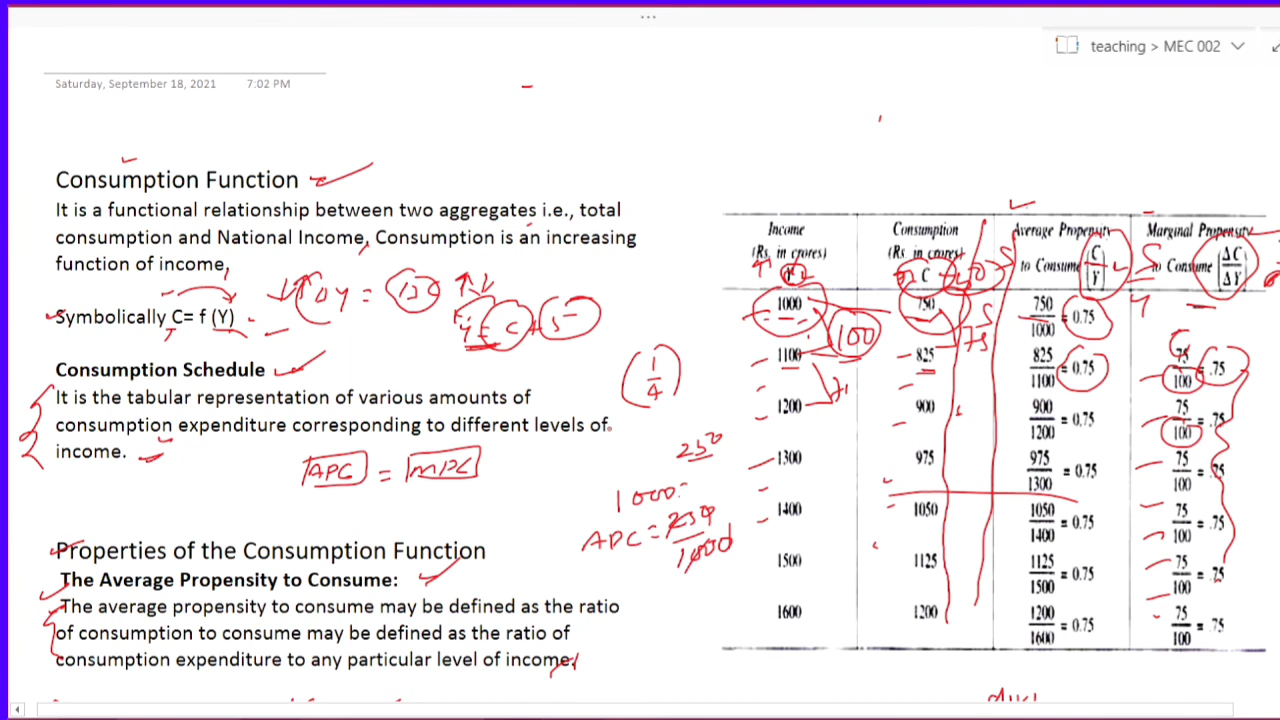 teaching > MEC 002
Saturday, September 18, 2021 7:02 PM
Consumption Function
It is a functional relationship between two aggregates i.e., total
consumption and National Income, Consumption is an increasing
function of income,
ΔY =
Symbolically C= f (Y)
Consumption Schedule
It is the tabular representation of various amounts of
consumption expenditure corresponding to different levels of
income.
APC = MPC
1/4
250
1000
APC = 250/1000
Properties of the Consumption Function
The Average Propensity to Consume:
The average propensity to consume may be defined as the ratio
of consumption to consume may be defined as the ratio of
consumption expenditure to any particular level of income.
Income Consumption Average Propensity Marginal Propensity
(Rs. in crores) (Rs in crores) to Consume (C/Y) to Consume (ΔC/ΔY)
1000 750 750/1000 = 0.75
100
75
1100 825 825/1100 = 0.75 75/100 = .75
1200 900 900/1200 = 0.75 75/100 = .75
1300 975 975/1300 = 0.75 75/100 = .75
1400 1050 1050/1400 = 0.75 75/100 = .75
1500 1125 1125/1500 = 0.75 75/100 = .75
1600 1200 1200/1600 = 0.75 75/100 = .75